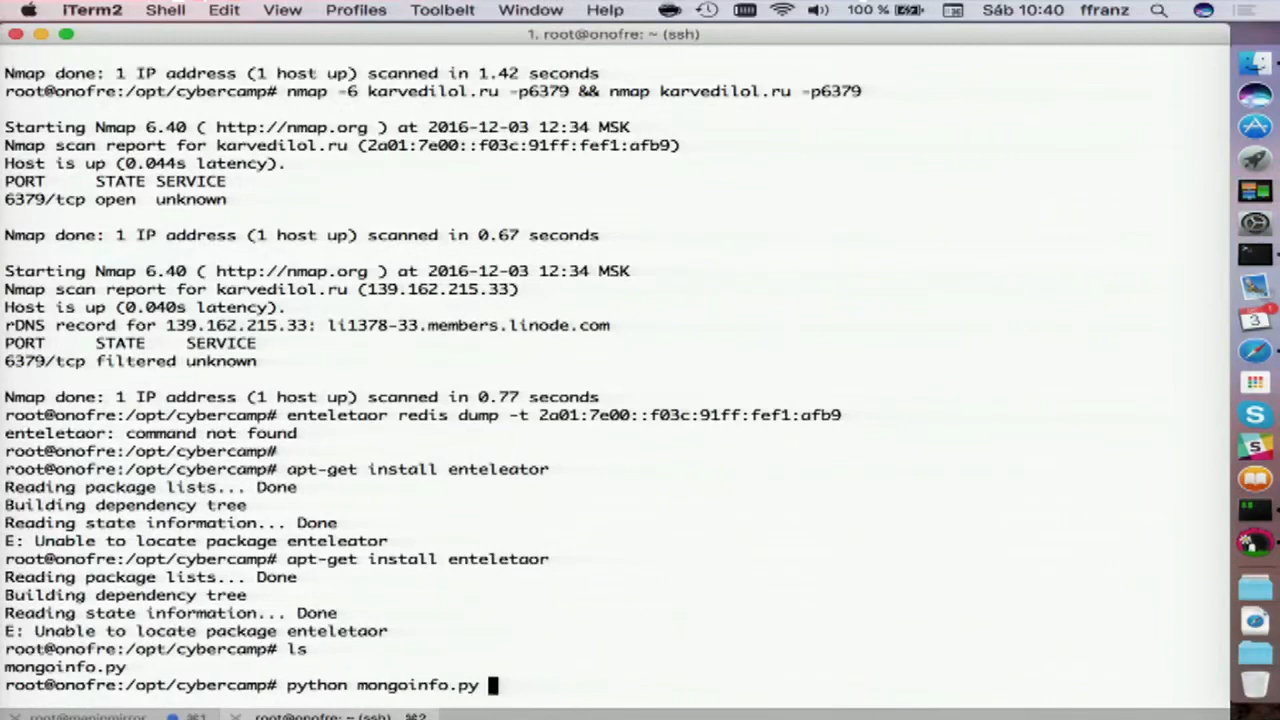 iTerm2 Shell Edit View Profiles Toolbelt Window Help 100 % Sáb 10:40 ffranz
1. root@onofre: ~ (ssh)
Nmap done: 1 IP address (1 host up) scanned in 1.42 seconds
root@onofre:/opt/cybercamp# nmap -6 karvedilol.ru -p6379 && nmap karvedilol.ru -p6379
Starting Nmap 6.40 ( http://nmap.org ) at 2016-12-03 12:34 MSK
Nmap scan report for karvedilol.ru (2a01:7e00::f03c:91ff:fef1:afb9)
Host is up (0.044s latency).
PORT STATE SERVICE
6379/tcp open unknown
Nmap done: 1 IP address (1 host up) scanned in 0.67 seconds
Starting Nmap 6.40 ( http://nmap.org ) at 2016-12-03 12:34 MSK
Nmap scan report for karvedilol.ru (139.162.215.33)
Host is up (0.040s latency).
rDNS record for 139.162.215.33: li1378-33.members.linode.com
PORT STATE SERVICE
6379/tcp filtered unknown
Nmap done: 1 IP address (1 host up) scanned in 0.77 seconds
root@onofre:/opt/cybercamp# enteletaor redis dump -t 2a01:7e00::f03c:91ff:fef1:afb9
enteletaor: command not found
root@onofre:/opt/cybercamp#
root@onofre:/opt/cybercamp# apt-get install enteleator
Reading package lists... Done
Building dependency tree
Reading state information... Done
E: Unable to locate package enteleator
root@onofre:/opt/cybercamp# apt-get install enteletaor
Reading package lists... Done
Building dependency tree
Reading state information... Done
E: Unable to locate package enteletaor
root@onofre:/opt/cybercamp# ls
mongoinfo.py
root@onofre:/opt/cybercamp# python mongoinfo.py
root@onofre: ~ (ssh) ⌘2